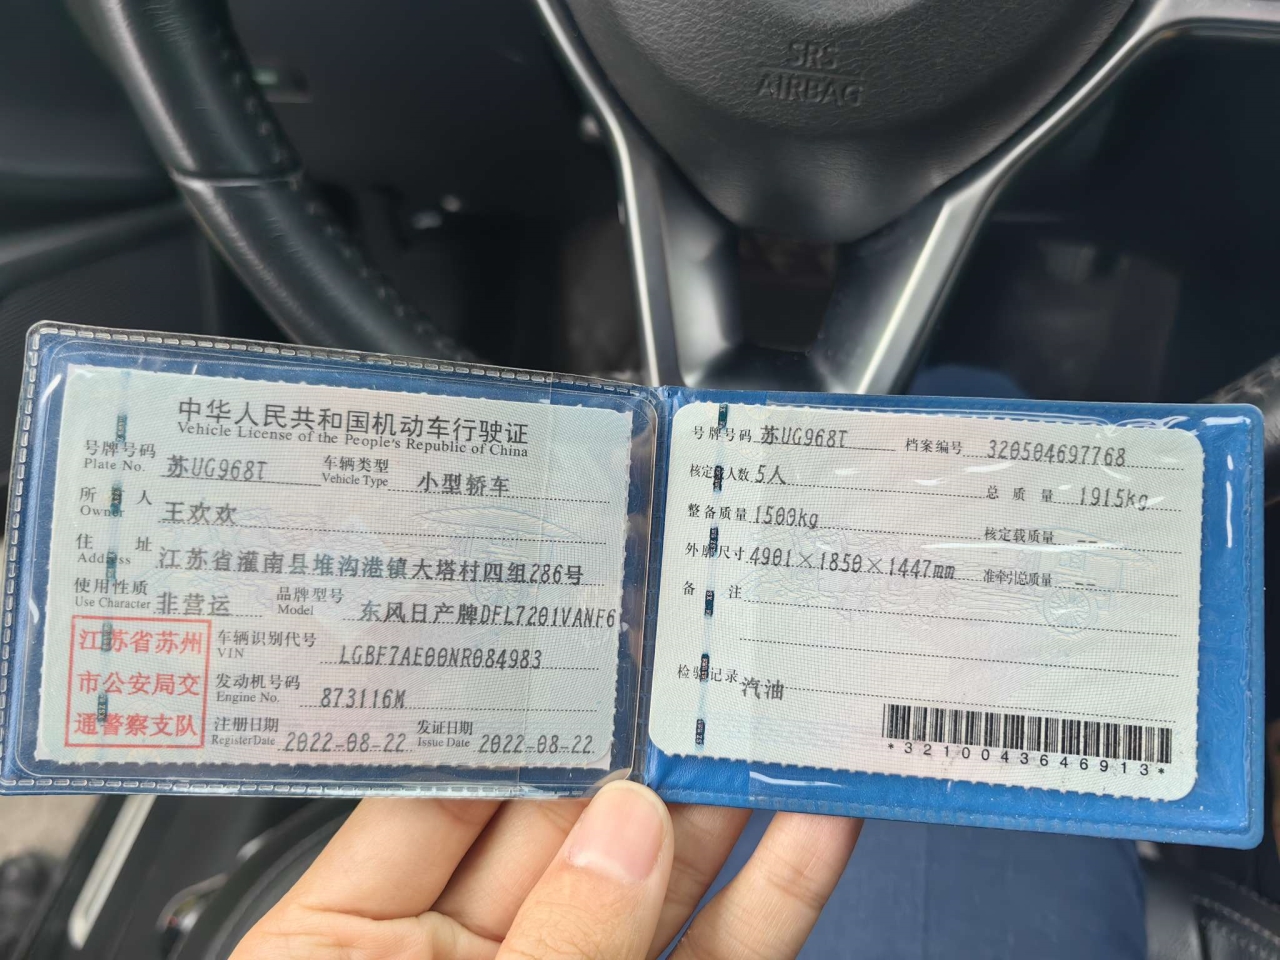 SRS
AIRBAG
中华人民共和国机动车行驶证
Vehicle License of the People's Republic of China
号牌号码 苏UG968T 车辆类型 小型轿车
Plate No. Vehicle Type
所有人 王欢欢
Owner
住址 江苏省灌南县堆沟港镇大塔村四组286号
Address
使用性质 非营运 品牌型号 东风日产牌DFL7201VANF6
Use Character Model
江苏省苏州
市公安局交
通警察支队
车辆识别代号 LGBF7AE00NR084983
VIN
发动机号码 873116M
Engine No.
注册日期 2022-08-22 发证日期 2022-08-22
Register Date Issue Date
号牌号码 苏UG968T 档案编号 320504697768
核定载人数 5人 总质量 1915kg
整备质量 1500kg 核定载质量 --
外廓尺寸 4901×1850×1447mm 准牵引总质量 --
备注
检验记录 汽油
*3210043646913*